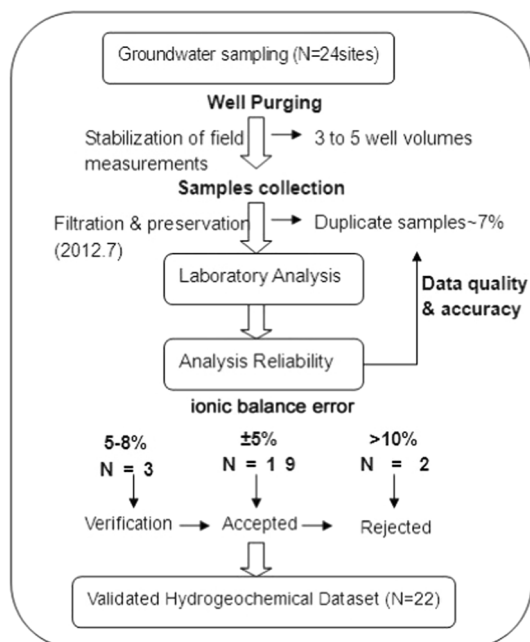 Groundwater sampling (N=24sites)
Well Purging
Stabilization of field
measurements
3 to 5 well volumes
Samples collection
Filtration & preservation
(2012.7)
Duplicate samples~7%
Laboratory Analysis
Data quality
& accuracy
Analysis Reliability
ionic balance error
5-8%
N = 3
±5%
N = 1 9
>10%
N = 2
Verification
Accepted
Rejected
Validated Hydrogeochemical Dataset (N=22)